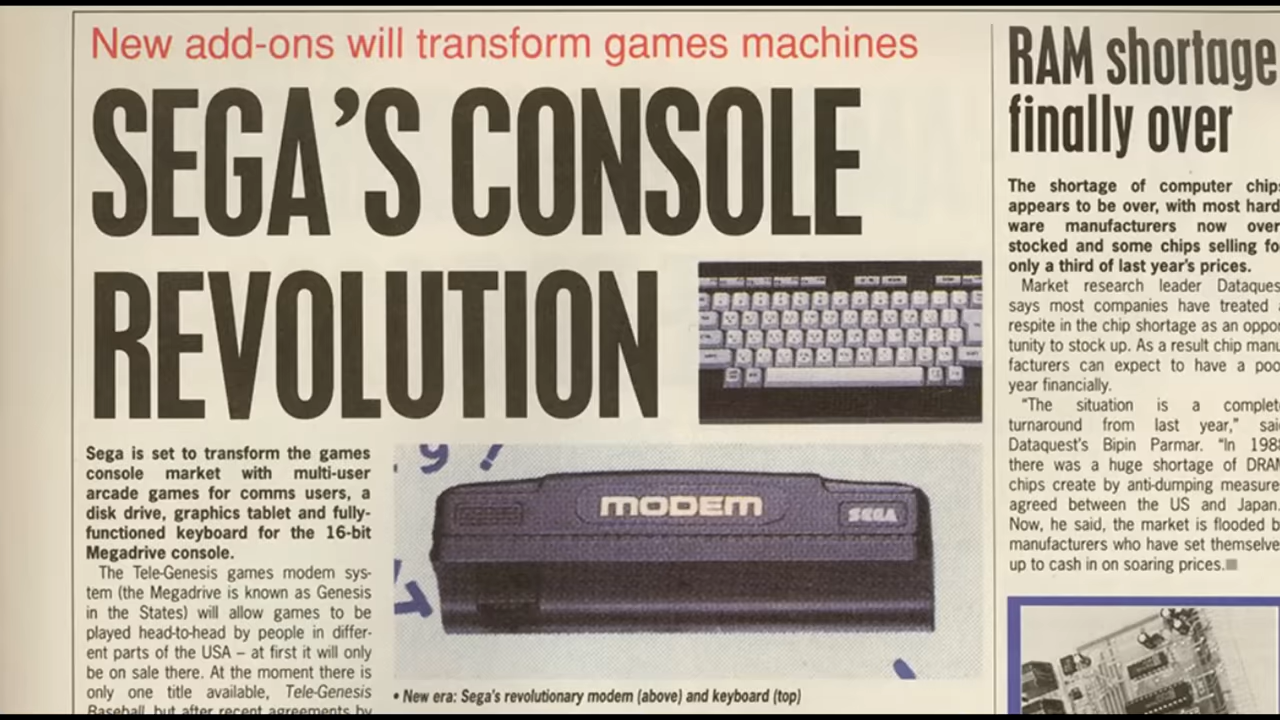 New add-ons will transform games machines
SEGA'S CONSOLE
REVOLUTION
Sega is set to transform the games
console market with multi-user
arcade games for comms users, a
disk drive, graphics tablet and fully-
functioned keyboard for the 16-bit
Megadrive console.
The Tele-Genesis games modem sys-
tem (the Megadrive is known as Genesis
in the States) will allow games to be
played head-to-head by people in differ-
ent parts of the USA – at first it will only
be on sale there. At the moment there is
only one title available, Tele-Genesis
Baseball, but after recent agreements by
MODEM
SEGA
• New era: Sega's revolutionary modem (above) and keyboard (top)
RAM shortage
finally over
The shortage of computer chips
appears to be over, with most hard
ware manufacturers now over
stocked and some chips selling fo
only a third of last year's prices.
Market research leader Dataques
says most companies have treated
respite in the chip shortage as an oppor
tunity to stock up. As a result chip manu
facturers can expect to have a poo
year financially.
"The situation is a complete
turnaround from last year," sai
Dataquest's Bipin Parmar. "In 1988
there was a huge shortage of DRAM
chips create by anti-dumping measure
agreed between the US and Japan.
Now, he said, the market is flooded b
manufacturers who have set themselve
up to cash in on soaring prices.